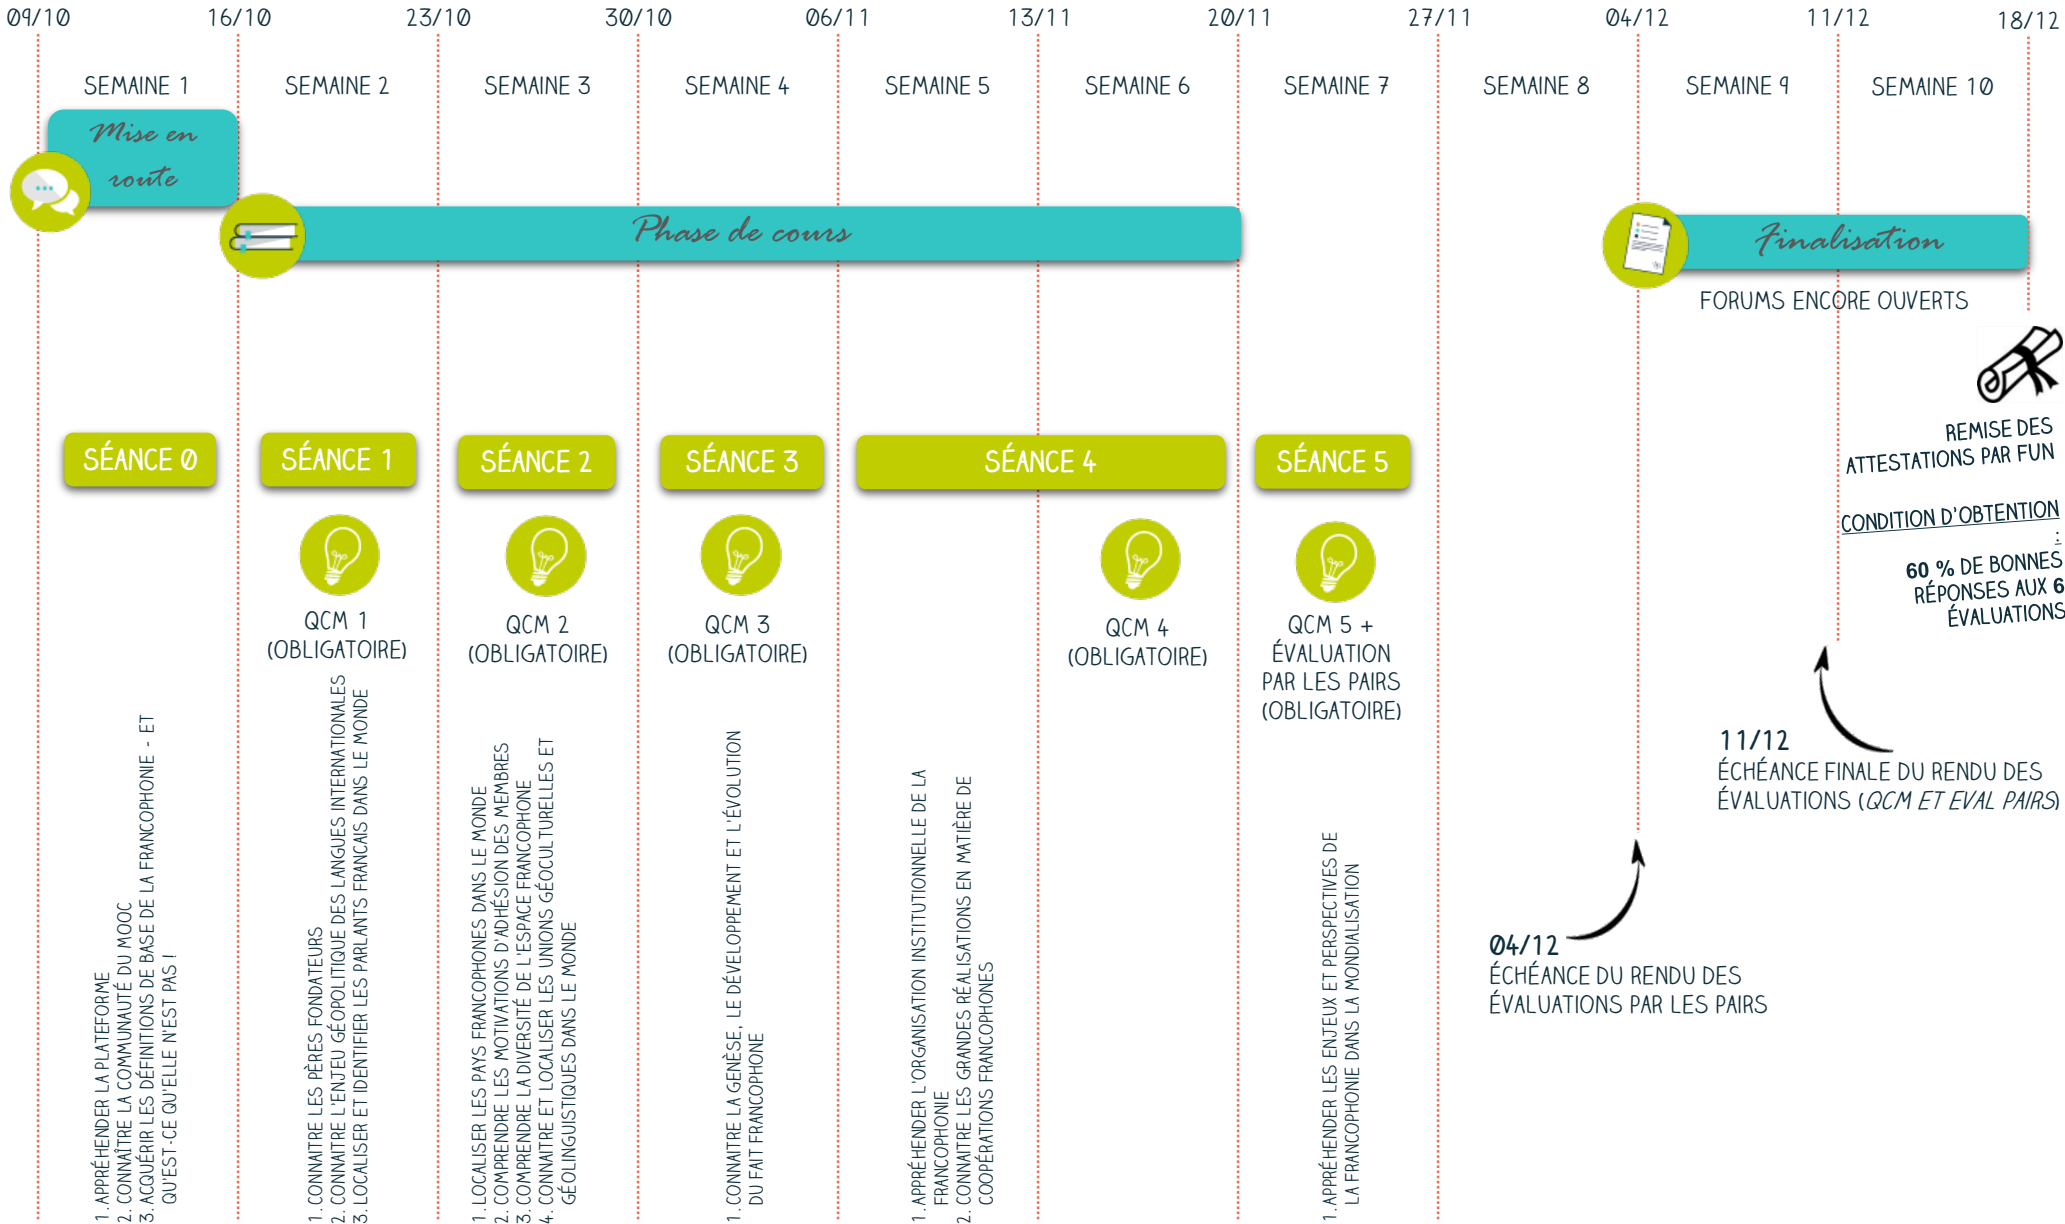 09/10
16/10
23/10
30/10
06/11
13/11
20/11
27/11
04/12
11/12
18/12
SEMAINE 1
SEMAINE 2
SEMAINE 3
SEMAINE 4
SEMAINE 5
SEMAINE 6
SEMAINE 7
SEMAINE 8
SEMAINE 9
SEMAINE 10
Mise en
route
Phase de cours
Finalisation
FORUMS ENCORE OUVERTS
REMISE DES
ATTESTATIONS PAR FUN
CONDITION D'OBTENTION
:
60 % DE BONNES
RÉPONSES AUX 6
ÉVALUATIONS
SÉANCE 0
SÉANCE 1
SÉANCE 2
SÉANCE 3
SÉANCE 4
SÉANCE 5
QCM 1
(OBLIGATOIRE)
QCM 2
(OBLIGATOIRE)
QCM 3
(OBLIGATOIRE)
QCM 4
(OBLIGATOIRE)
QCM 5 +
ÉVALUATION
PAR LES PAIRS
(OBLIGATOIRE)
1. APPRÉHENDER LA PLATEFORME
2. CONNAÎTRE LA COMMUNAUTÉ DU MOOC
3. ACQUÉRIR LES DÉFINITIONS DE BASE DE LA FRANCOPHONIE - ET
QU'EST-CE QU'ELLE N'EST PAS !
1. CONNAITRE LES PÈRES FONDATEURS
2. CONNAITRE L'ENJEU GÉOPOLITIQUE DES LANGUES INTERNATIONALES
3. LOCALISER ET IDENTIFIER LES PARLANTS FRANCAIS DANS LE MONDE
1. LOCALISER LES PAYS FRANCOPHONES DANS LE MONDE
2. COMPRENDRE LES MOTIVATIONS D'ADHÉSION DES MEMBRES
3. COMPRENDRE LA DIVERSITÉ DE L'ESPACE FRANCOPHONE
4. CONNAITRE ET LOCALISER LES UNIONS GÉOCULTURELLES ET
GÉOLINGUISTIQUES DANS LE MONDE
1. CONNAITRE LA GENÈSE, LE DÉVELOPPEMENT ET L'ÉVOLUTION
DU FAIT FRANCOPHONE
1. APPRÉHENDER L'ORGANISATION INSTITUTIONNELLE DE LA
FRANCOPHONIE
2. CONNAITRE LES GRANDES RÉALISATIONS EN MATIÈRE DE
COOPÉRATIONS FRANCOPHONES
1. APPRÉHENDER LES ENJEUX ET PERSPECTIVES DE
LA FRANCOPHONIE DANS LA MONDIALISATION
11/12
ÉCHÉANCE FINALE DU RENDU DES
ÉVALUATIONS (QCM ET EVAL PAIRS)
04/12
ÉCHÉANCE DU RENDU DES
ÉVALUATIONS PAR LES PAIRS